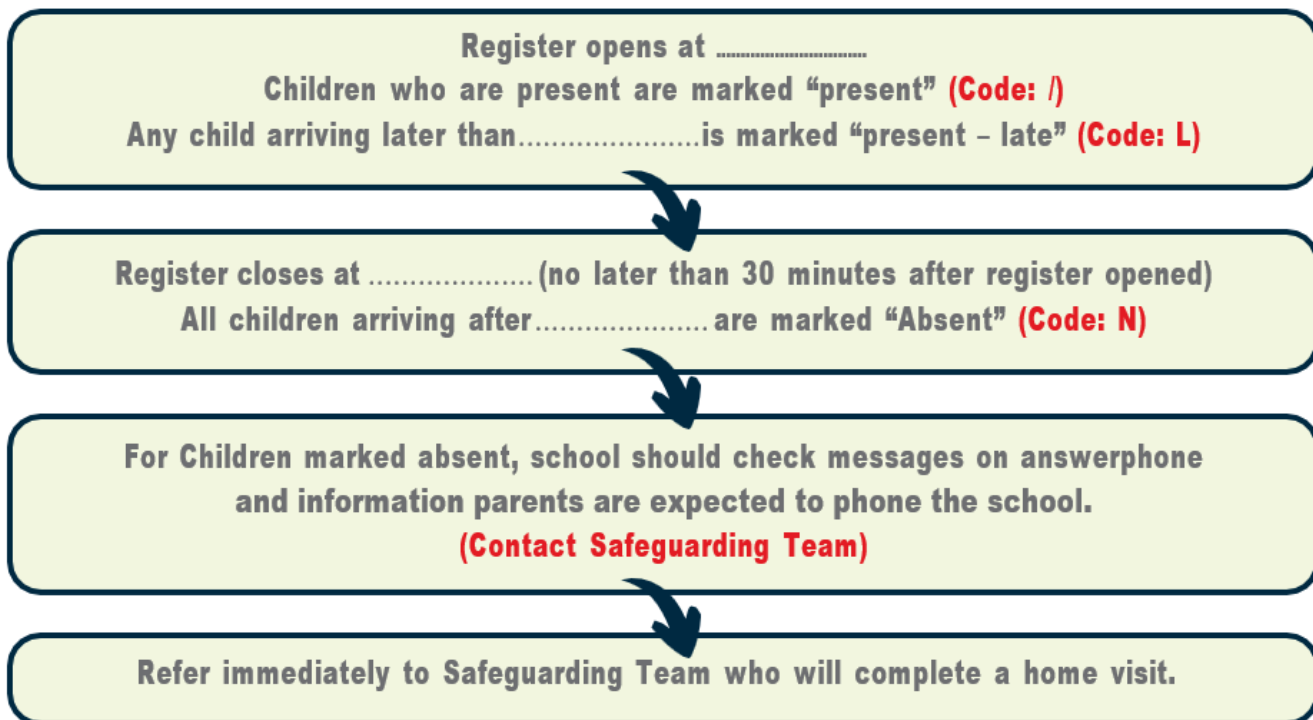 Register opens at ..............................
Children who are present are marked “present” (Code: /)
Any child arriving later than......................is marked “present – late” (Code: L)
Register closes at .................... (no later than 30 minutes after register opened)
All children arriving after..................... are marked “Absent” (Code: N)
For Children marked absent, school should check messages on answerphone
and information parents are expected to phone the school.
(Contact Safeguarding Team)
Refer immediately to Safeguarding Team who will complete a home visit.